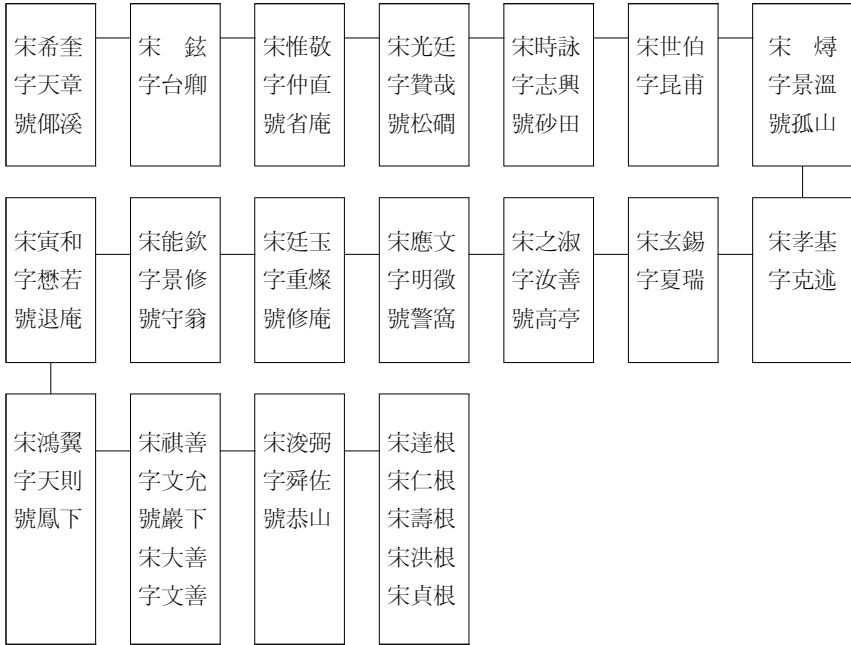 宋希奎
字天章
號倻溪
宋　鉉
字台卿
宋惟敬
字仲直
號省庵
宋光廷
字贊哉
號松磵
宋時詠
字志興
號砂田
宋世伯
字昆甫
宋　燖
字景溫
號孤山
宋孝基
字克述
宋玄錫
字夏瑞
宋之淑
字汝善
號高亭
宋應文
字明徵
號警窩
宋廷玉
字重燦
號修庵
宋能欽
字景修
號守翁
宋寅和
字懋若
號退庵
宋鴻翼
字天則
號鳳下
宋祺善
字文允
號巖下
宋大善
字文善
宋浚弼
字舜佐
號恭山
宋達根
宋仁根
宋壽根
宋洪根
宋貞根